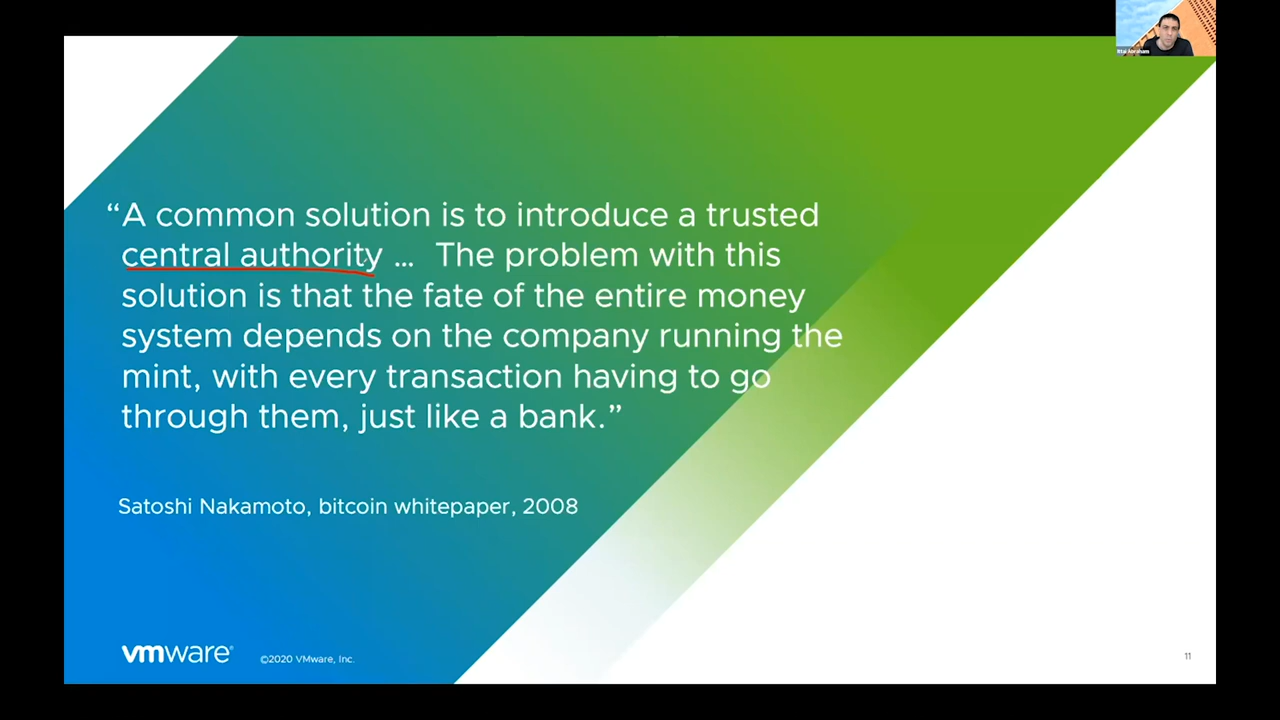 Ittai Abraham
“A common solution is to introduce a trusted
central authority ... The problem with this
solution is that the fate of the entire money
system depends on the company running the
mint, with every transaction having to go
through them, just like a bank.”
Satoshi Nakamoto, bitcoin whitepaper, 2008
vmware®
©2020 VMware, Inc.
11